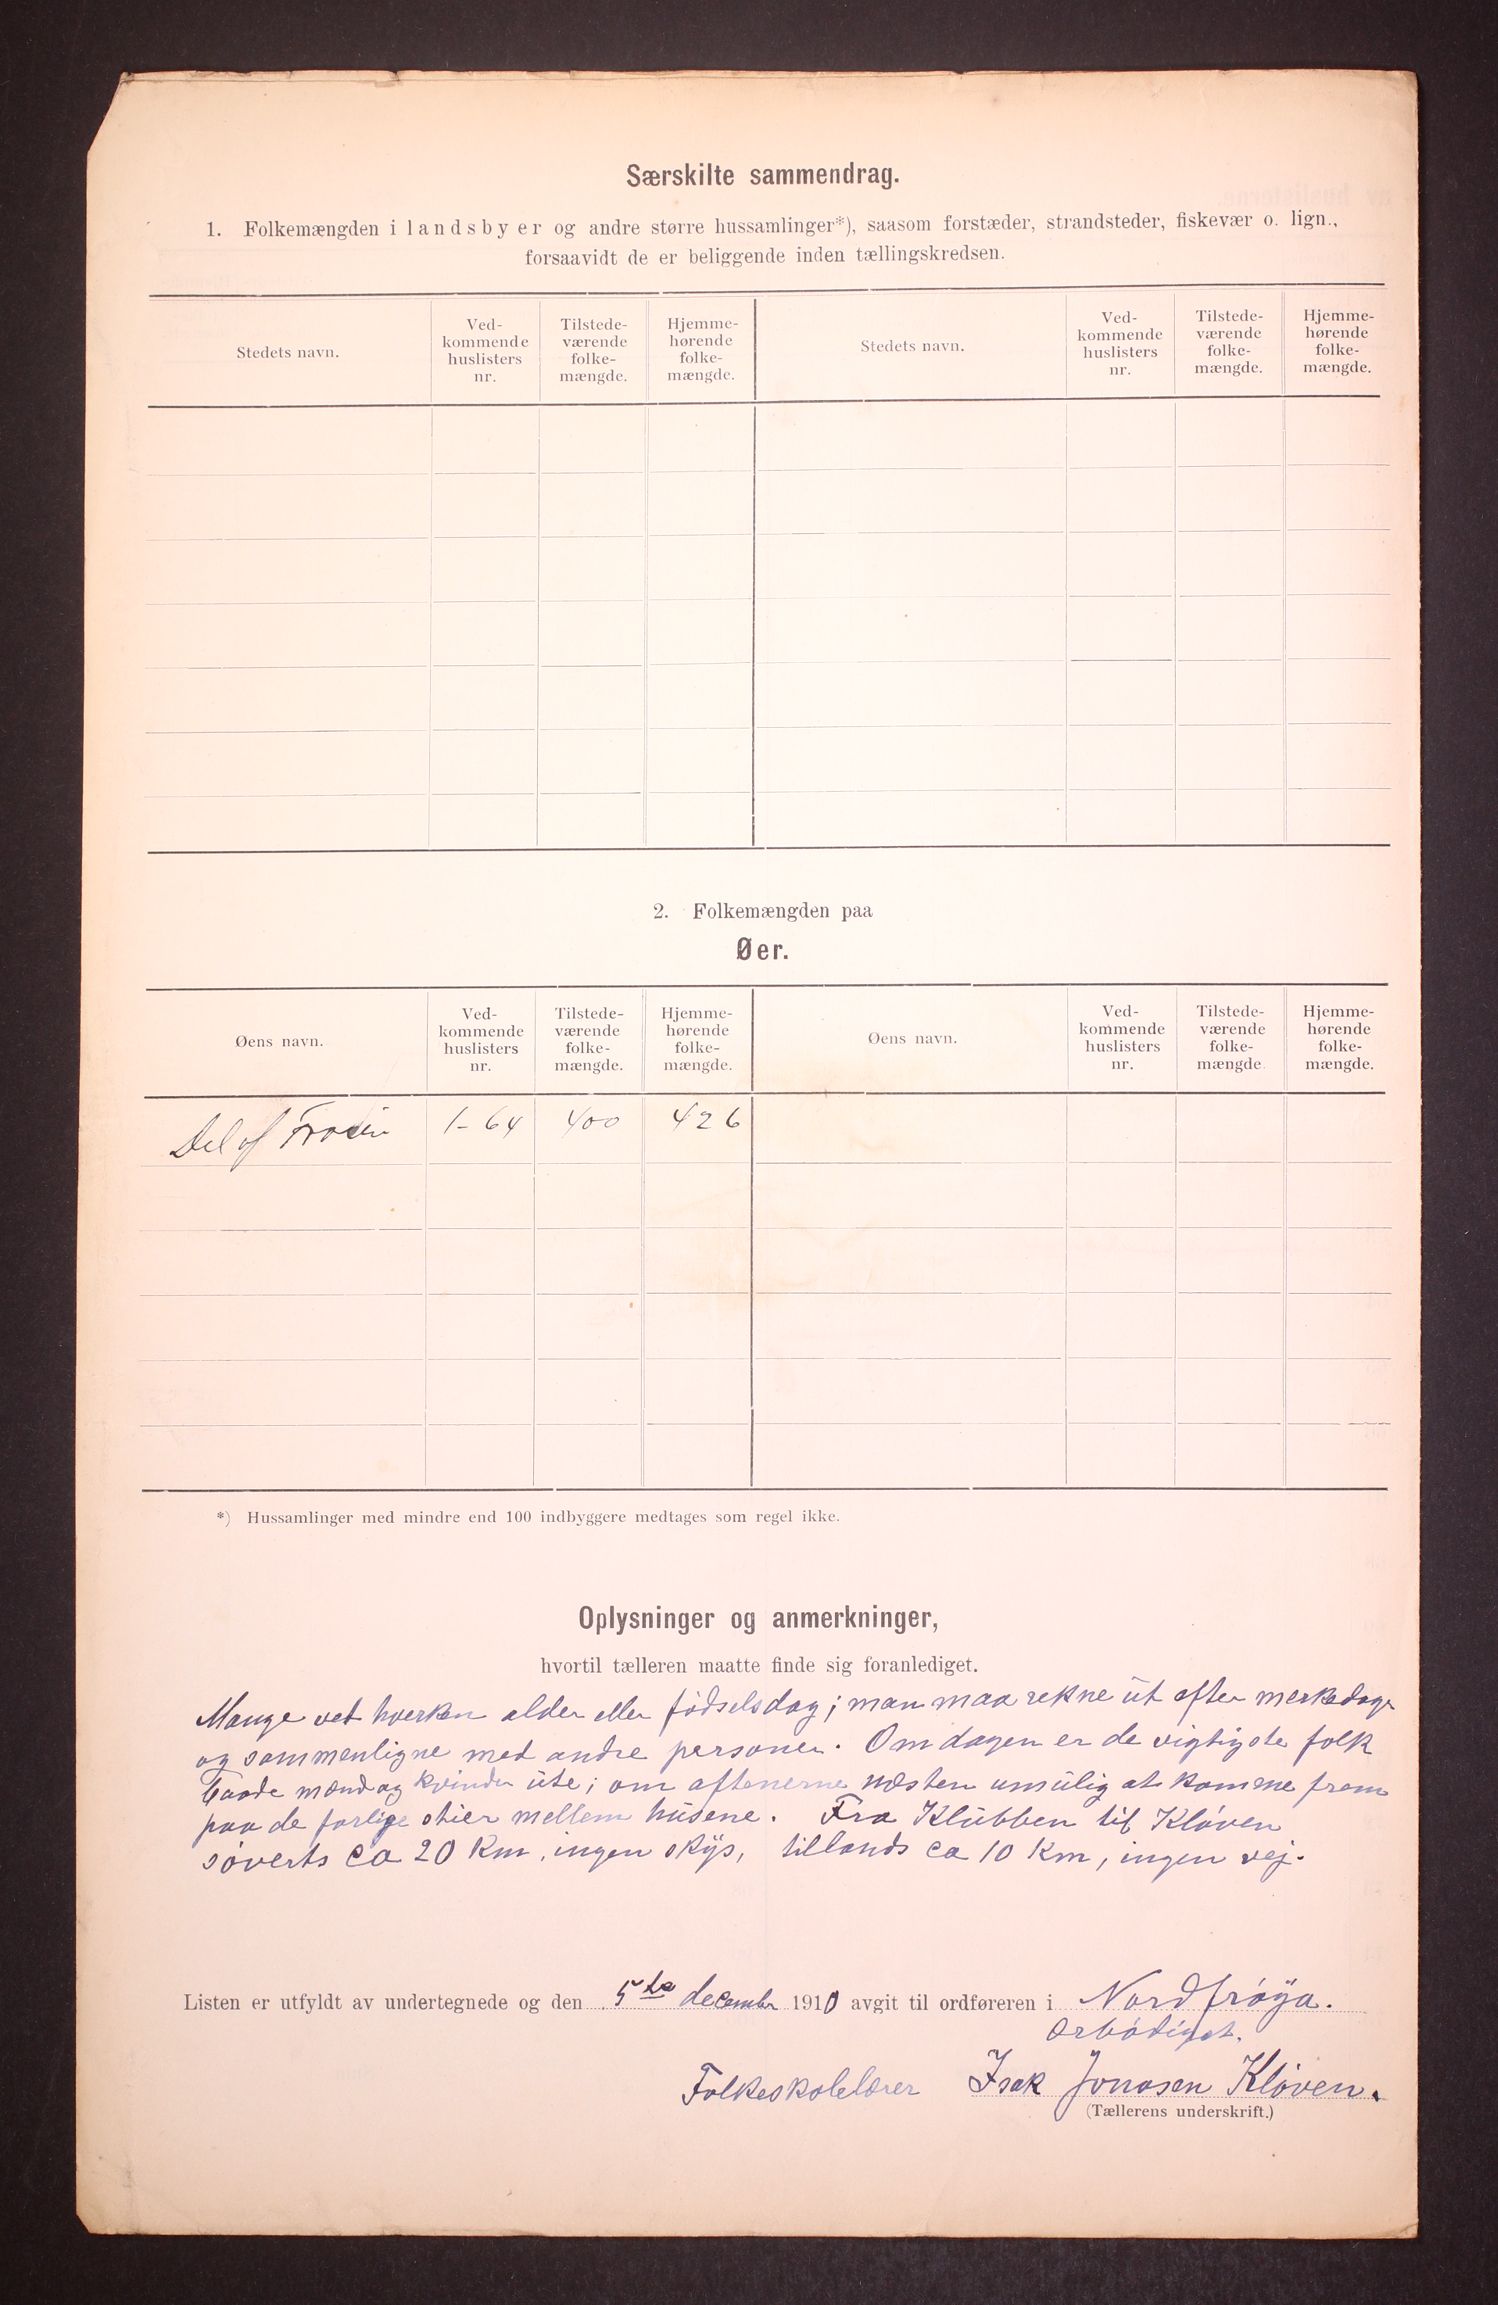 Særskilte sammendrag.
1. Folkemængden i landsbyer og andre større hussamlinger*), saasom forstæder, strandsteder, fiskevær o. lign.,
forsaavidt de er beliggende inden tællingskredsen.
Stedets navn. Ved-kommende huslisters nr. Tilstede-værende folke-mængde. Hjemme-hørende folke-mængde. Stedets navn. Ved-kommende huslisters nr. Tilstede-værende folke-mængde. Hjemme-hørende folke-mængde.
2. Folkemængden paa
Øer.
Øens navn. Ved-kommende huslisters nr. Tilstede-værende folke-mængde. Hjemme-hørende folke-mængde. Øens navn. Ved-kommende huslisters nr. Tilstede-værende folke-mængde Hjemme-hørende folke-mængde.
Del af 1-64 400 426
*) Hussamlinger med mindre end 100 indbyggere medtages som regel ikke.
Oplysninger og anmerkninger,
hvortil tælleren maatte finde sig foranlediget.
Mange vet hverken alder eller fødselsdag; man maa rekne ut efter merkedage
og sammenligne med andre personer. Om dagen er de vigtigste folk
baade mænd og kvinder ute; om aftenerne næsten umulig at komme frem
paa de farlige stier mellem husene. Fra Klubben til Kløven
søverts ca 20 Km, ingen skys, tillands ca 10 Km, ingen vej.
Listen er utfyldt av undertegnede og den 5te december 1910 avgit til ordføreren i Nordfrøya.
Ærbødigst.
Folkeskolelærer Isak Jonasen Kløven.
(Tællerens underskrift.)